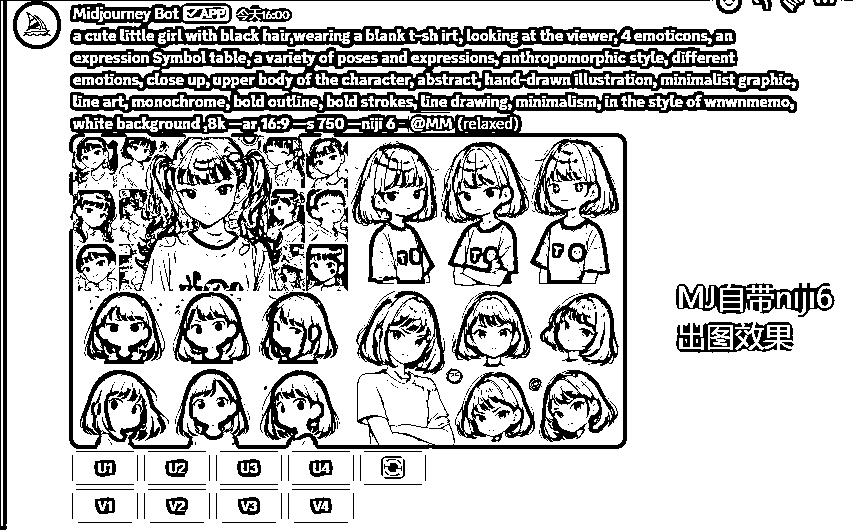 Midjourney Bot ✓APP 今天16:00
a cute little girl with black hair,wearing a blank t-sh irt, looking at the viewer, 4 emoticons, an
expression Symbol table, a variety of poses and expressions, anthropomorphic style, different
emotions, close up, upper body of the character, abstract, hand-drawn illustration, minimalist graphic,
line art, monochrome, bold outline, bold strokes, line drawing, minimalism, in the style of wnwnmemo,
white background ,8k --ar 16:9 --s 750 --niji 6 - @MM (relaxed)
MJ自带niji6
出图效果
U1 U2 U3 U4
V1 V2 V3 V4